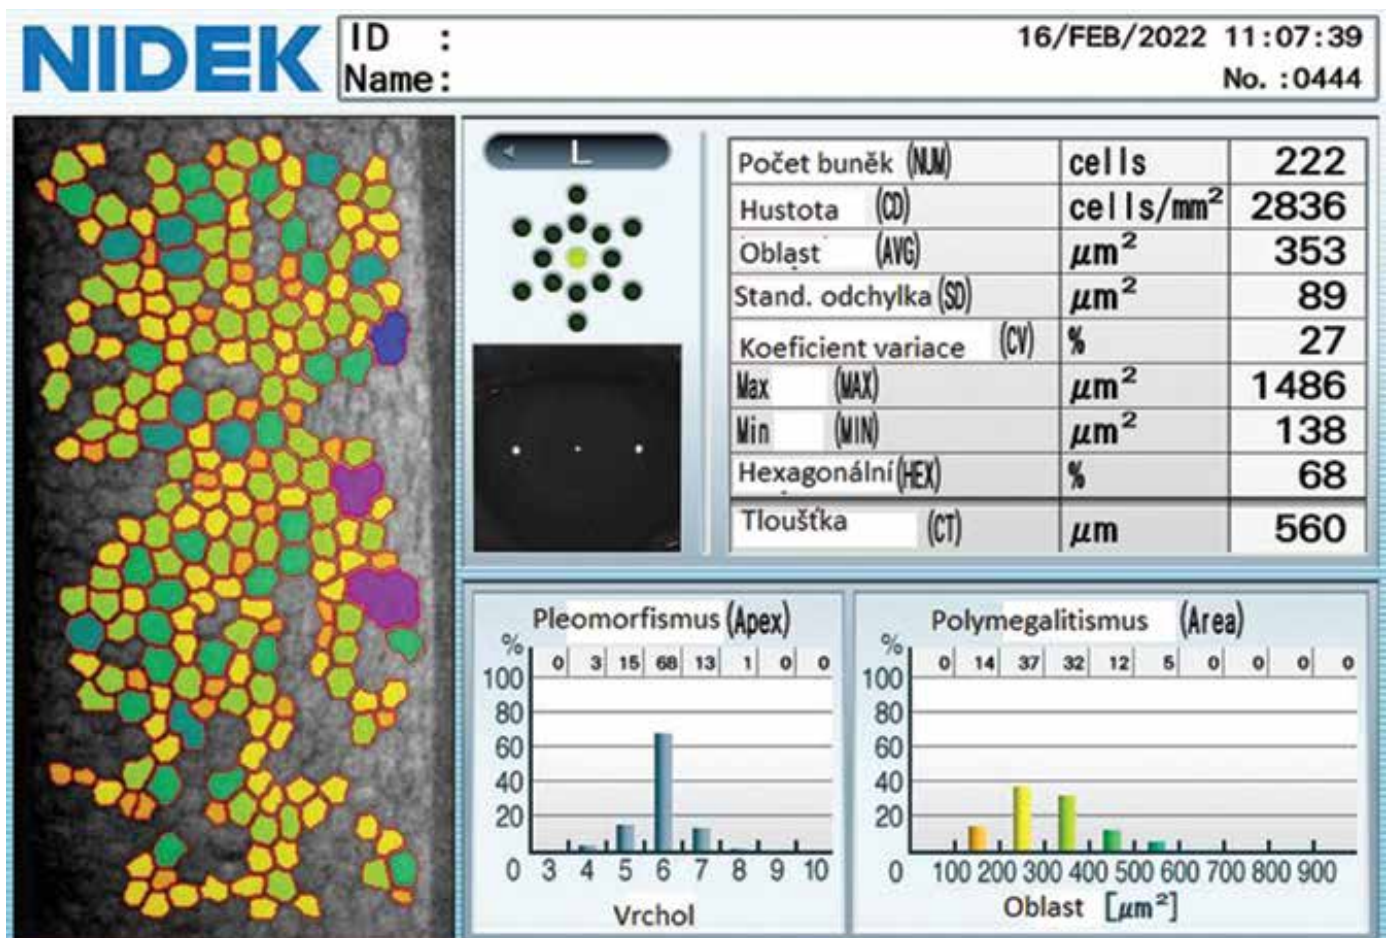 NIDEK
ID :
Name:
16/FEB/2022 11:07:39
No. :0444
L
Počet buněk (NUM) cells 222
Hustota (CD) cells/mm² 2836
Oblast (AVG) μm² 353
Stand. odchylka (SD) μm² 89
Koeficient variace (CV) % 27
Max (MAX) μm² 1486
Min (MIN) μm² 138
Hexagonální (HEX) % 68
Tloušťka (CT) μm 560
Pleomorfismus (Apex)
%
0 3 15 68 13 1 0 0
100
80
60
40
20
0 3 4 5 6 7 8 9 10
Vrchol
Polymegalitismus (Area)
%
0 14 37 32 12 5 0 0 0 0
100
80
60
40
20
0 100 200 300 400 500 600 700 800 900
Oblast [μm²]